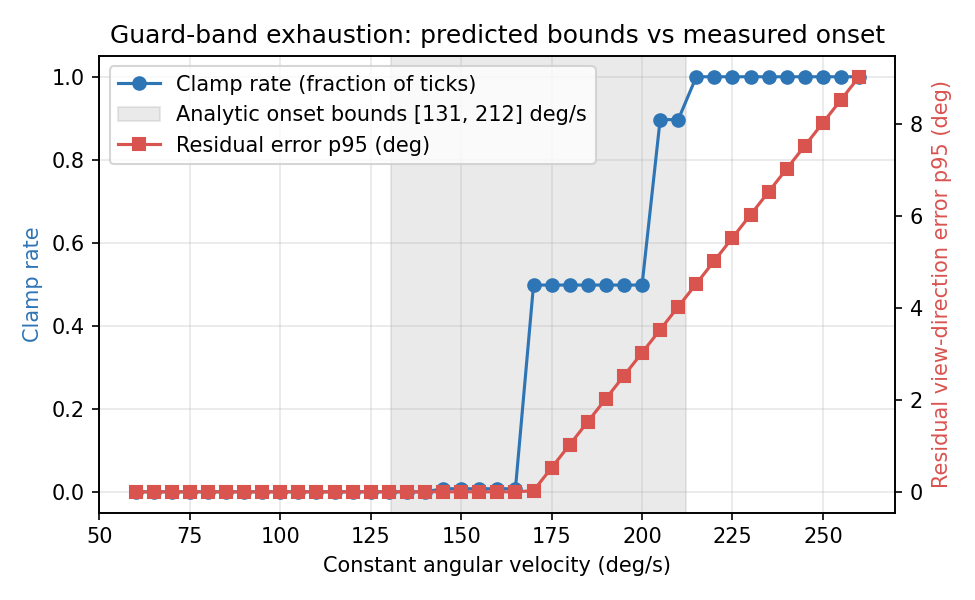 Guard-band exhaustion: predicted bounds vs measured onset
Clamp rate (fraction of ticks)
Analytic onset bounds [131, 212] deg/s
Residual error p95 (deg)
Clamp rate
1.0
0.8
0.6
0.4
0.2
0.0
8
6
4
2
0
Residual view-direction error p95 (deg)
50 75 100 125 150 175 200 225 250
Constant angular velocity (deg/s)